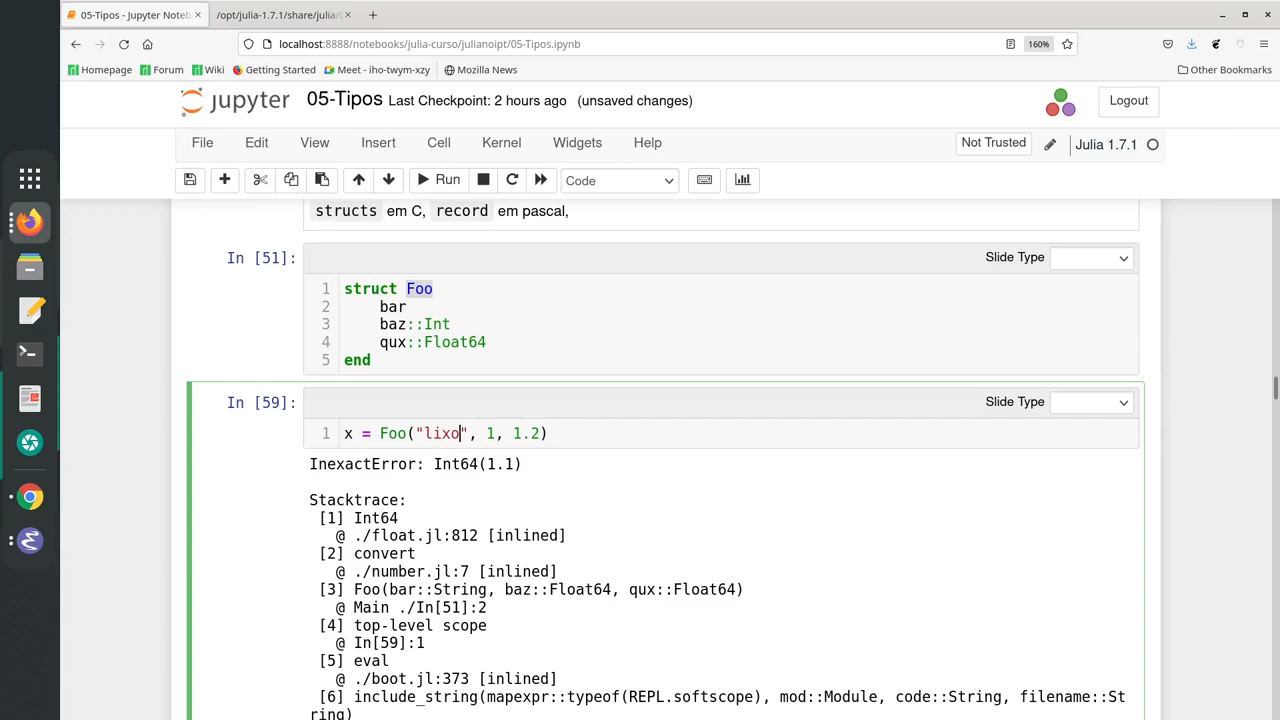 05-Tipos - Jupyter Noteb
/opt/julia-1.7.1/share/julia/
localhost:8888/notebooks/julia-curso/julianoipt/05-Tipos.ipynb
160%
Homepage
Forum
Wiki
Getting Started
Meet - iho-twym-xzy
Mozilla News
Other Bookmarks
jupyter
05-Tipos Last Checkpoint: 2 hours ago (unsaved changes)
Logout
File Edit View Insert Cell Kernel Widgets Help
Not Trusted
Julia 1.7.1
Run
Code
structs em C, record em pascal,
In [51]:
Slide Type
1 struct Foo
2 bar
3 baz::Int
4 qux::Float64
5 end
In [59]:
Slide Type
1 x = Foo("lixo", 1, 1.2)
InexactError: Int64(1.1)
Stacktrace:
[1] Int64
@ ./float.jl:812 [inlined]
[2] convert
@ ./number.jl:7 [inlined]
[3] Foo(bar::String, baz::Float64, qux::Float64)
@ Main ./In[51]:2
[4] top-level scope
@ In[59]:1
[5] eval
@ ./boot.jl:373 [inlined]
[6] include_string(mapexpr::typeof(REPL.softscope), mod::Module, code::String, filename::St
ring)